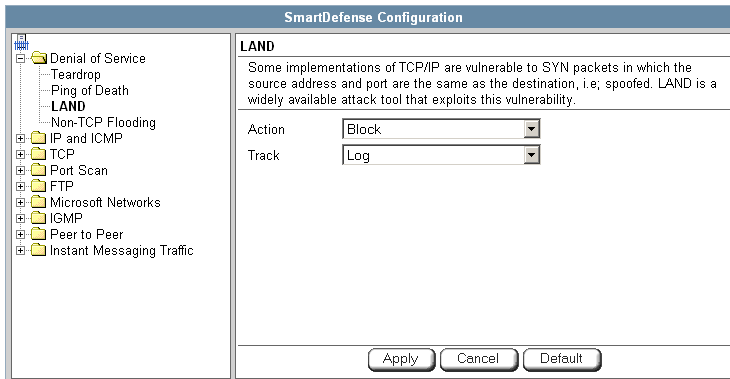 SmartDefense Configuration
Denial of Service
Teardrop
Ping of Death
LAND
Non-TCP Flooding
IP and ICMP
TCP
Port Scan
FTP
Microsoft Networks
IGMP
Peer to Peer
Instant Messaging Traffic
LAND
Some implementations of TCP/IP are vulnerable to SYN packets in which the
source address and port are the same as the destination, i.e; spoofed. LAND is a
widely available attack tool that exploits this vulnerability.
Action Block
Track Log
Apply Cancel Default